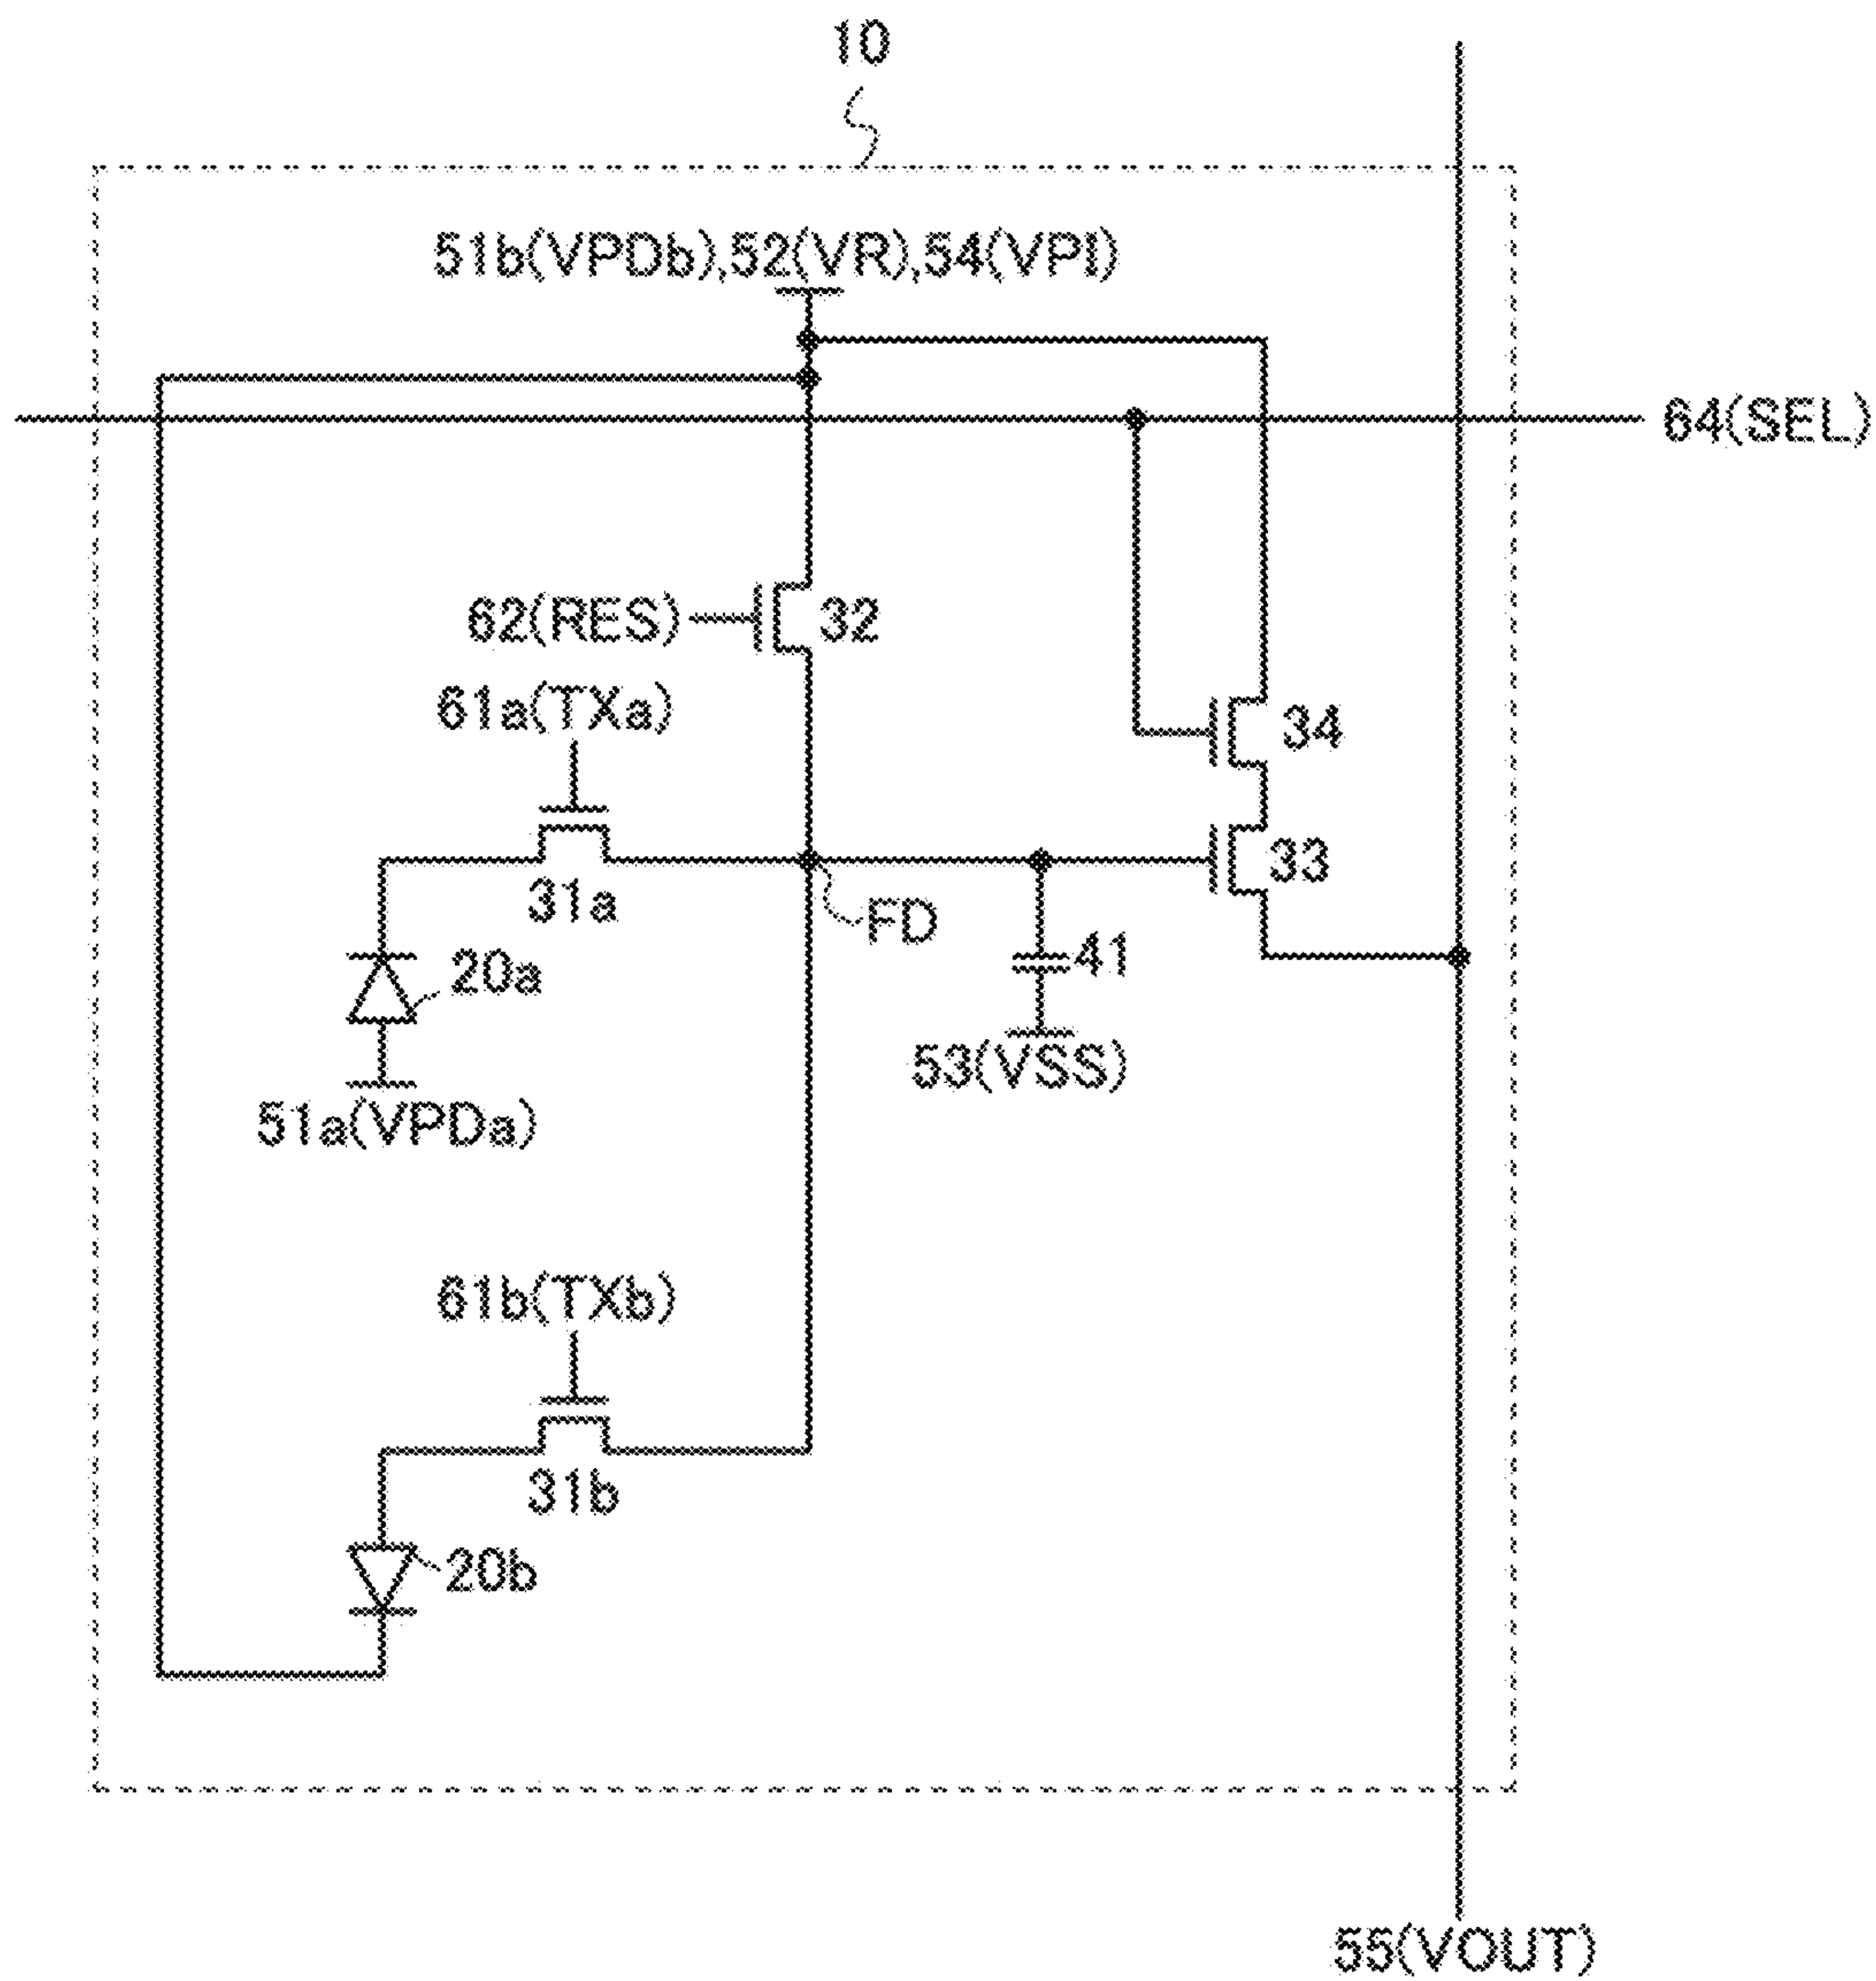 10
51b(VPDb),52(VR),54(VPI)
64(SEL)
62(RES)
32
61a(TXa)
34
33
31a
FD
20a
41
53(VSS)
51a(VPDa)
61b(TXb)
31b
20b
55(VOUT)